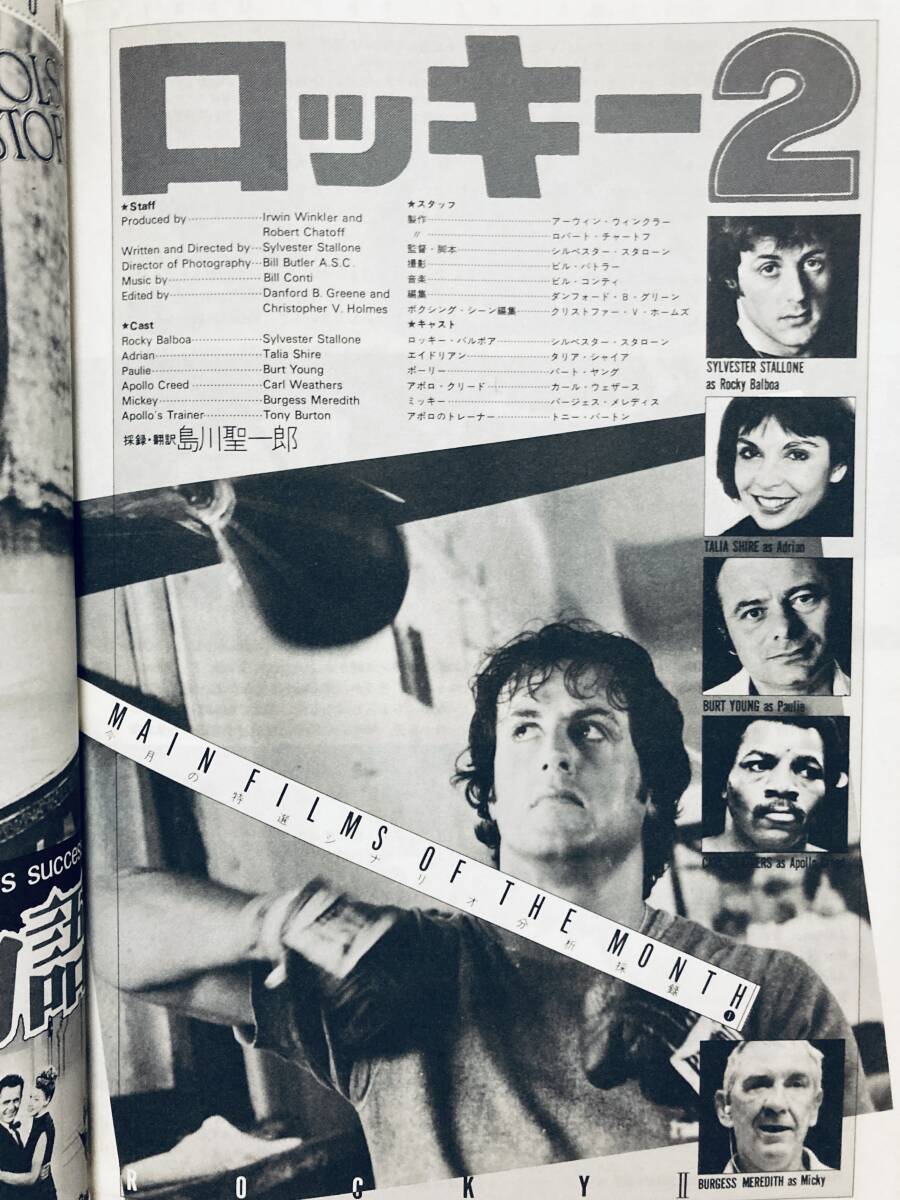 ロッキー2
★Staff
Produced by Irwin Winkler and
Robert Chatoff
Written and Directed by Sylvester Stallone
Director of Photography Bill Butler A.S.C.
Music by Bill Conti
Edited by Danford B. Greene and
Christopher V. Holmes
★Cast
Rocky Balboa Sylvester Stallone
Adrian Talia Shire
Paulie Burt Young
Apollo Creed Carl Weathers
Mickey Burgess Meredith
Apollo's Trainer Tony Burton
採録・翻訳 島川聖一郎
★スタッフ
製作 アーウィン・ウィンクラー
〃 ロバート・チャートフ
監督・脚本 シルベスター・スタローン
撮影 ビル・バトラー
音楽 ビル・コンティ
編集 ダンフォード・B・グリーン
ボクシング・シーン編集 クリストファー・V・ホームズ
★キャスト
ロッキー・バルボア シルベスター・スタローン
エイドリアン タリア・シャイア
ポーリー バート・ヤング
アポロ・クリード カール・ウェザース
ミッキー バージェス・メレディス
アポロのトレーナー トニー・バートン
SYLVESTER STALLONE
as Rocky Balboa
TALIA SHIRE as Adrian
BURT YOUNG as Paulie
as Apollo
MAIN FILMS OF THE MONTH
今月の特選シナリオ分析採録
1
BURGESS MEREDITH as Micky
ROCKY II
OLS
STOP
s succes